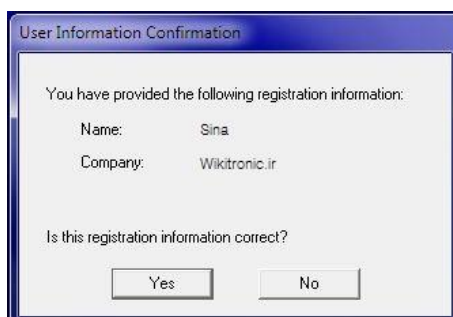 User Information Confirmation
You have provided the following registration information:
Name: Sina
Company: Wikitronic.ir
Is this registration information correct?
Yes No